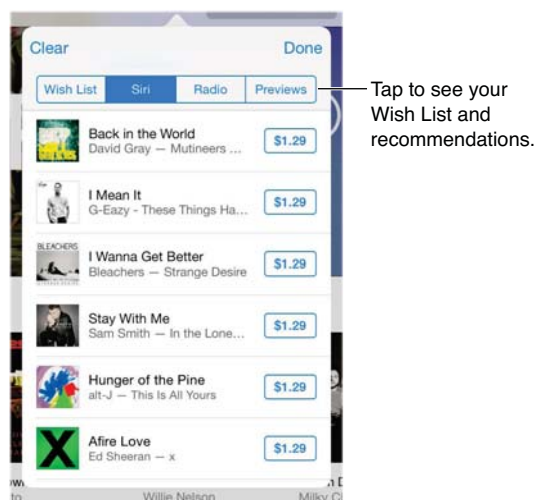 Clear Done
Wish List Siri Radio Previews
Tap to see your
Wish List and
recommendations.
Back in the World
David Gray — Mutineers ...
$1.29
I Mean It
G-Eazy - These Things Ha...
$1.29
BLEACHERS
I Wanna Get Better
Bleachers — Strange Desire
$1.29
Stay With Me
Sam Smith — In the Lone...
$1.29
Hunger of the Pine
alt-J — This Is All Yours
$1.29
X
Afire Love
Ed Sheeran — x
$1.29
Willie Nelson